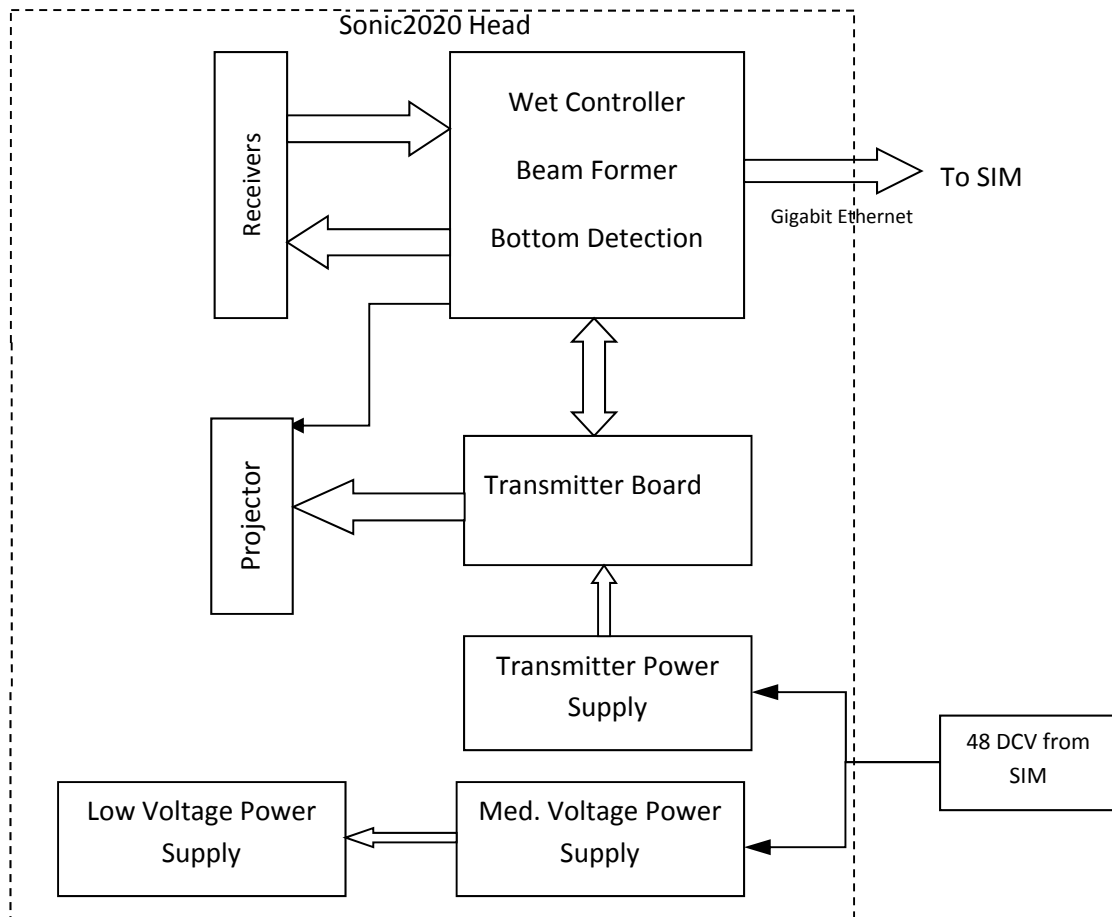 Sonic2020 Head
Receivers
Wet Controller
Beam Former
Bottom Detection
To SIM
Gigabit Ethernet
Projector
Transmitter Board
Transmitter Power
Supply
48 DCV from
SIM
Low Voltage Power
Supply
Med. Voltage Power
Supply